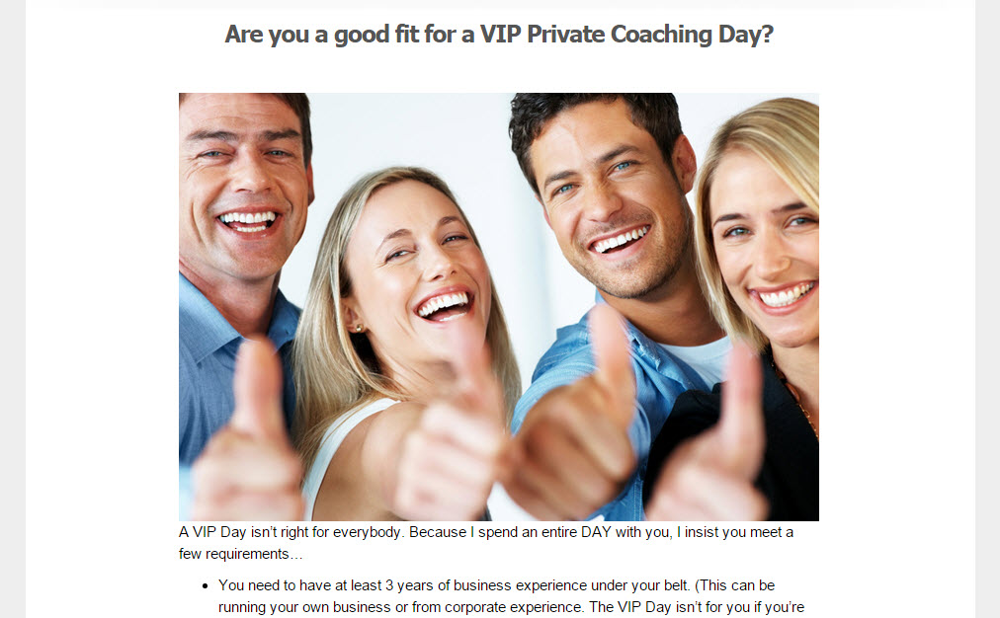 Are you a good fit for a VIP Private Coaching Day?
A VIP Day isn’t right for everybody. Because I spend an entire DAY with you, I insist you meet a
few requirements…
• You need to have at least 3 years of business experience under your belt. (This can be
running your own business or from corporate experience. The VIP Day isn’t for you if you’re